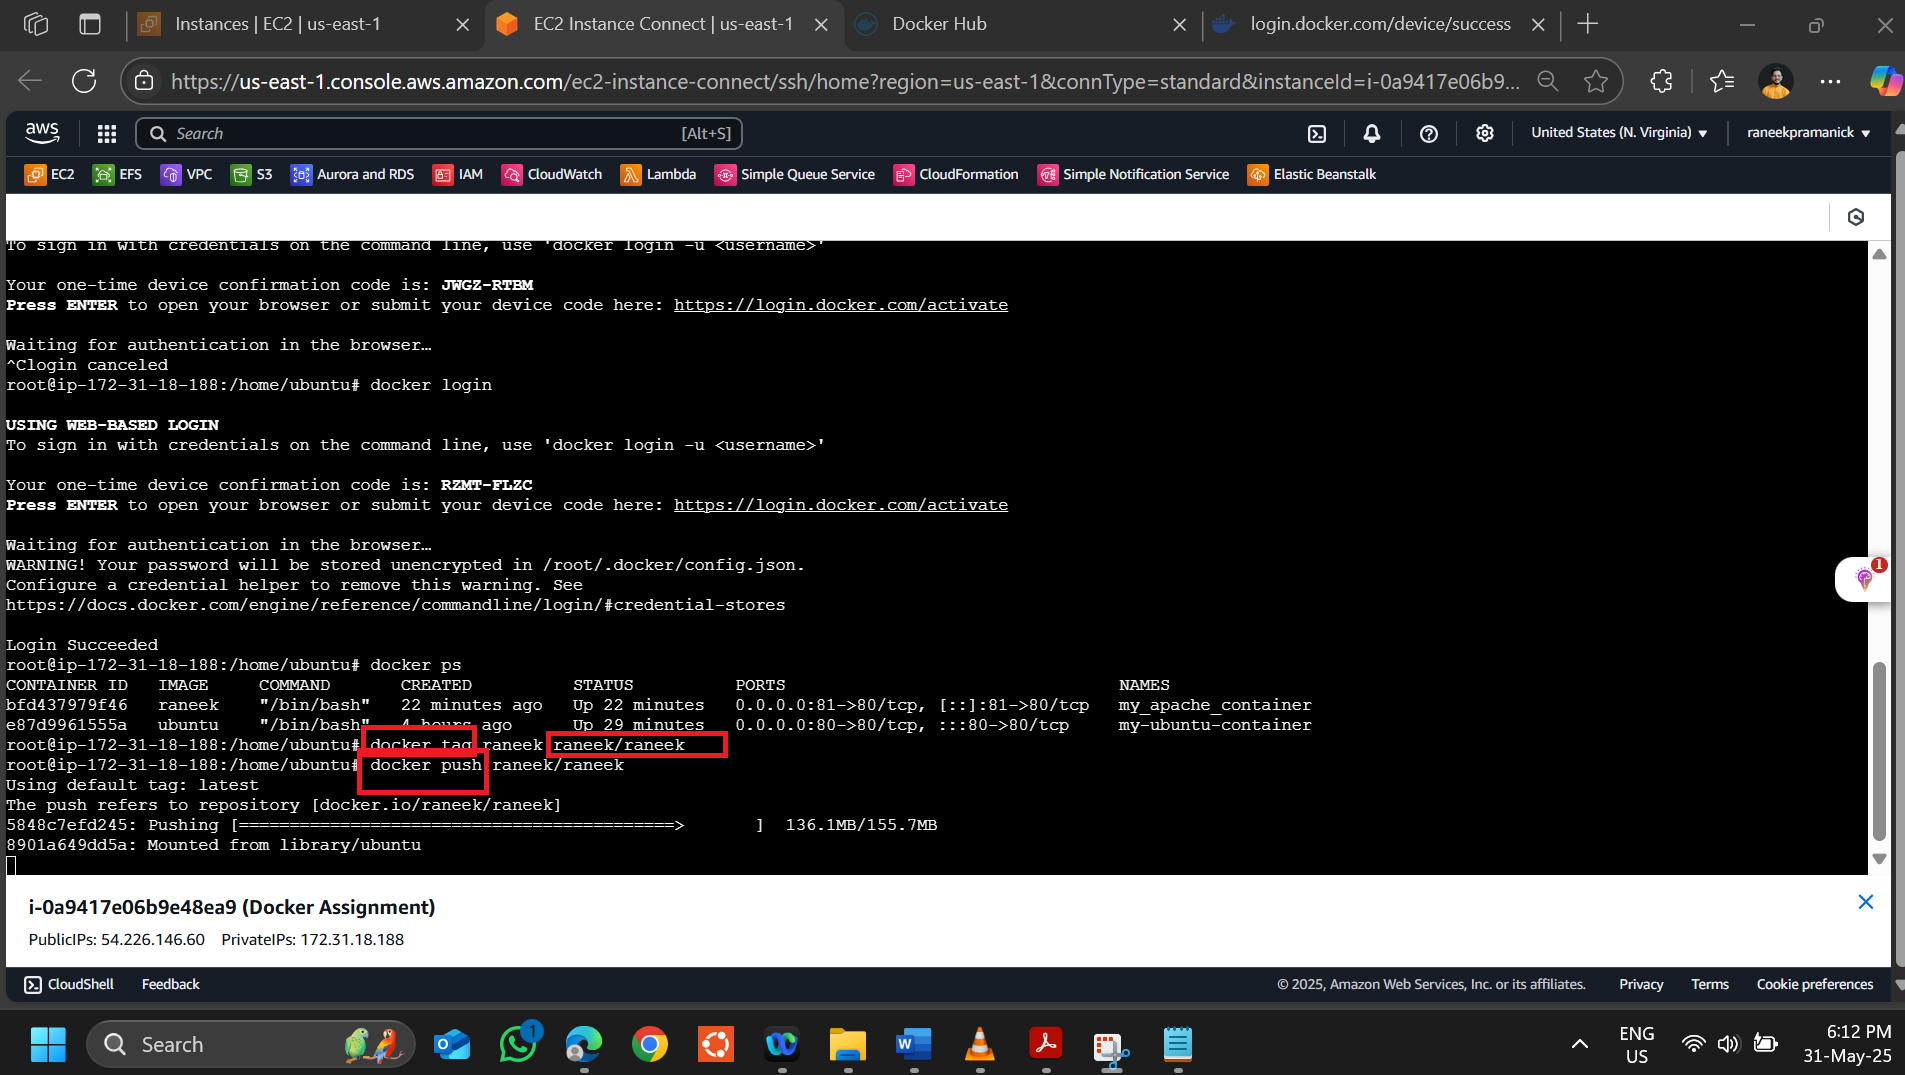 Instances | EC2 | us-east-1
EC2 Instance Connect | us-east-1
Docker Hub
login.docker.com/device/success
https://us-east-1.console.aws.amazon.com/ec2-instance-connect/ssh/home?region=us-east-1&connType=standard&instanceId=i-0a9417e06b9...
aws
Search
[Alt+S]
United States (N. Virginia)
raneekpramanick
EC2
EFS
VPC
S3
Aurora and RDS
IAM
CloudWatch
Lambda
Simple Queue Service
CloudFormation
Simple Notification Service
Elastic Beanstalk
To sign in with credentials on the command line, use 'docker login -u <username>'
Your one-time device confirmation code is: JWGZ-RTBM
Press ENTER to open your browser or submit your device code here: https://login.docker.com/activate
Waiting for authentication in the browser…
^Clogin canceled
root@ip-172-31-18-188:/home/ubuntu# docker login
USING WEB-BASED LOGIN
To sign in with credentials on the command line, use 'docker login -u <username>'
Your one-time device confirmation code is: RZMT-FLZC
Press ENTER to open your browser or submit your device code here: https://login.docker.com/activate
Waiting for authentication in the browser…
WARNING! Your password will be stored unencrypted in /root/.docker/config.json.
Configure a credential helper to remove this warning. See
https://docs.docker.com/engine/reference/commandline/login/#credential-stores
1
Login Succeeded
root@ip-172-31-18-188:/home/ubuntu# docker ps
CONTAINER ID IMAGE COMMAND CREATED STATUS PORTS NAMES
bfd437979f46 raneek "/bin/bash" 22 minutes ago Up 22 minutes 0.0.0.0:81->80/tcp, [::]:81->80/tcp my_apache_container
e87d9961555a ubuntu "/bin/bash" 4 hours ago Up 29 minutes 0.0.0.0:80->80/tcp, :::80->80/tcp my-ubuntu-container
root@ip-172-31-18-188:/home/ubuntu# docker tag raneek raneek/raneek
root@ip-172-31-18-188:/home/ubuntu# docker push raneek/raneek
Using default tag: latest
The push refers to repository [docker.io/raneek/raneek]
5848c7efd245: Pushing [===========================================> ] 136.1MB/155.7MB
8901a649dd5a: Mounted from library/ubuntu
i-0a9417e06b9e48ea9 (Docker Assignment)
PublicIPs: 54.226.146.60 PrivateIPs: 172.31.18.188
CloudShell
Feedback
© 2025, Amazon Web Services, Inc. or its affiliates.
Privacy
Terms
Cookie preferences
Search
1
ENG
US
6:12 PM
31-May-25